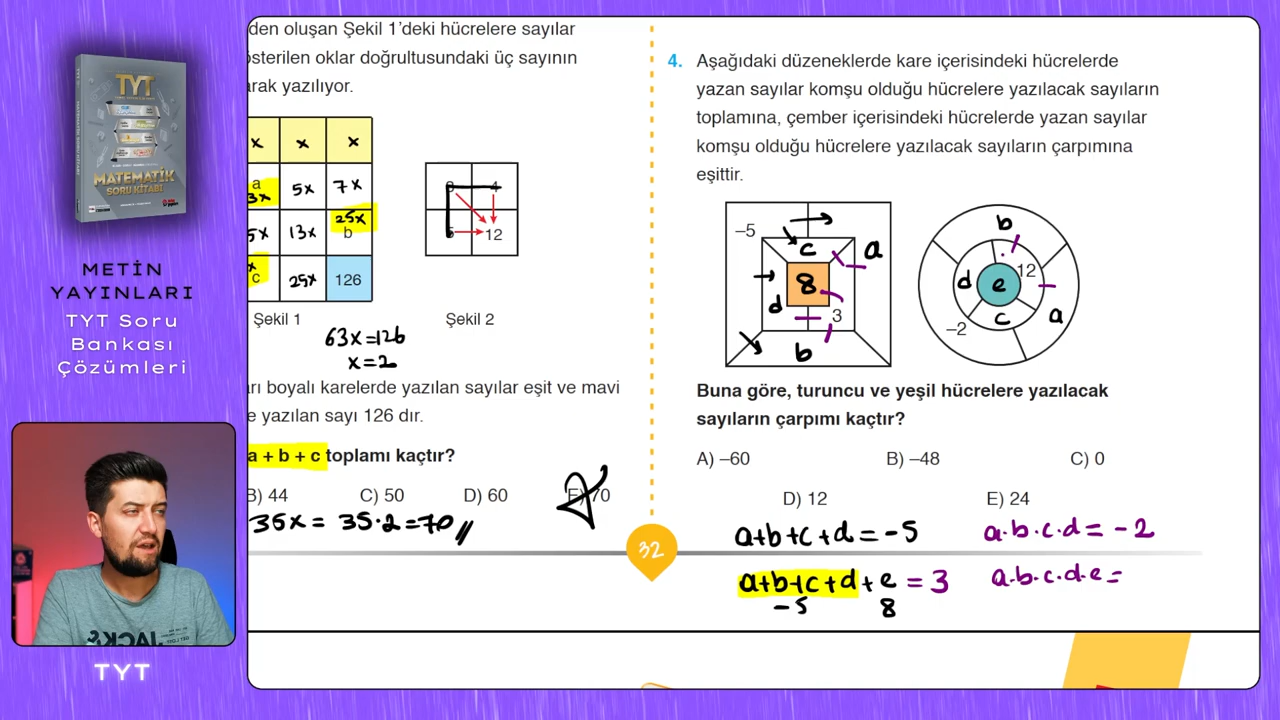 TYT
MATEMATİK
SORU KİTABI
METİN
YAYINLARI
TYT Soru
Bankası
Çözümleri
TYT
den oluşan Şekil 1'deki hücrelere sayılar
österilen oklar doğrultusundaki üç sayının
arak yazılıyor.
x x x
a 3x 5x 7x
5x 13x 25x b
x c 25x 126
4
12
Şekil 1
Şekil 2
63x=126
x=2
arı boyalı karelerde yazılan sayılar eşit ve mavi
e yazılan sayı 126 dır.
a + b + c toplamı kaçtır?
B) 44 C) 50 D) 60 E) 70
35x = 35·2=70
32
4. Aşağıdaki düzeneklerde kare içerisindeki hücrelerde
yazan sayılar komşu olduğu hücrelere yazılacak sayıların
toplamına, çember içerisindeki hücrelerde yazan sayılar
komşu olduğu hücrelere yazılacak sayıların çarpımına
eşittir.
-5 c a
8
d 3
b
b
d e 12
-2 c a
Buna göre, turuncu ve yeşil hücrelere yazılacak
sayıların çarpımı kaçtır?
A) –60 B) –48 C) 0
D) 12 E) 24
a+b+c+d=-5 a·b·c·d=-2
a+b+c+d+e=3 a·b·c·d·e=
-5 8